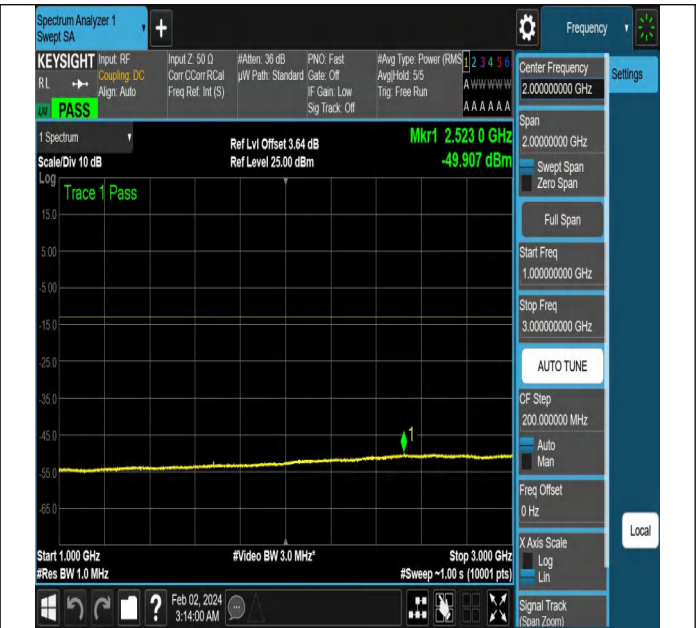 Spectrum Analyzer 1
Swept SA
+
Frequency
KEYSIGHT
RL
Input: RF
Coupling: DC
Align: Auto
Input Z: 50 Ω
Corr CCorr RCal
Freq Ref: Int (S)
#Atten: 36 dB
µW Path: Standard
PNO: Fast
Gate: Off
IF Gain: Low
Sig Track: Off
#Avg Type: Power (RMS
Avg|Hold: 5/5
Trig: Free Run
1 2 3 4 5 6
A W W W W W
A A A A A A
PASS
1 Spectrum
Scale/Div 10 dB
Ref Lvl Offset 3.64 dB
Ref Level 25.00 dBm
Mkr1 2.523 0 GHz
-49.907 dBm
Log
Trace 1 Pass
15.0
5.00
-5.00
-15.0
-25.0
-35.0
-45.0
-55.0
-65.0
1
Start 1.000 GHz
#Res BW 1.0 MHz
#Video BW 3.0 MHz*
Stop 3.000 GHz
#Sweep ~1.00 s (10001 pts)
?
Feb 02, 2024
3:14:00 AM
Center Frequency
2.000000000 GHz
Settings
Span
2.00000000 GHz
Swept Span
Zero Span
Full Span
Start Freq
1.000000000 GHz
Stop Freq
3.000000000 GHz
AUTO TUNE
CF Step
200.000000 MHz
Auto
Man
Freq Offset
0 Hz
X Axis Scale
Log
Lin
Local
Signal Track
(Span Zoom)